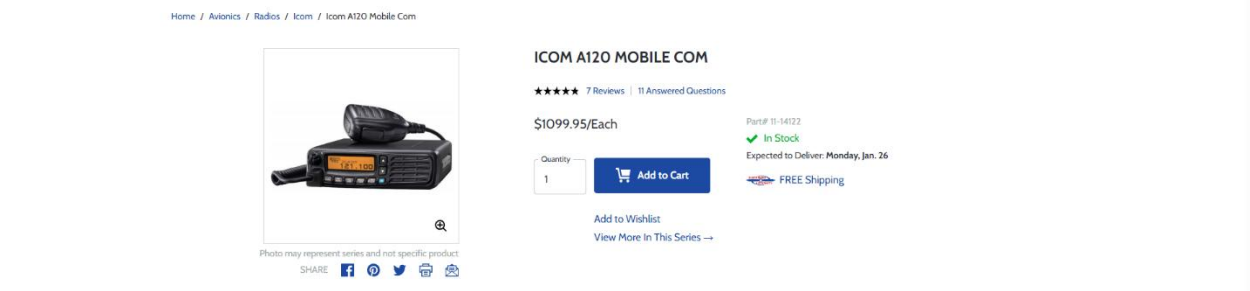 Home / Avionics / Radios / Icom / Icom A120 Mobile Com
ICOM A120 MOBILE COM
7 Reviews | 11 Answered Questions
$1099.95/Each
Part# 11-14122
In Stock
Expected to Deliver: Monday, Jan. 26
FREE Shipping
Quantity
1
Add to Cart
Add to Wishlist
View More In This Series →
121.100
Photo may represent series and not specific product
SHARE